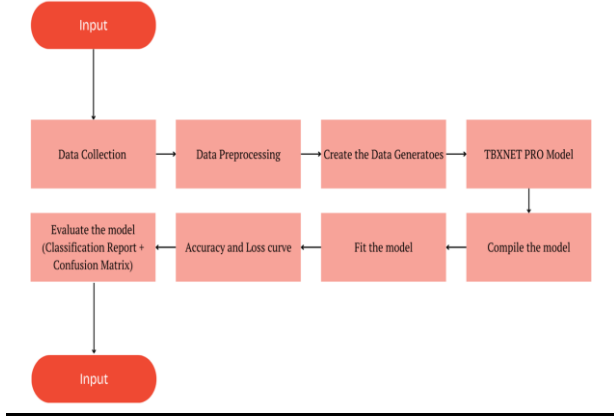 Input
Data Collection
Data Preprocessing
Create the Data Generatoes
TBXNET PRO Model
Evaluate the model
(Classification Report +
Confusion Matrix)
Accuracy and Loss curve
Fit the model
Compile the model
Input